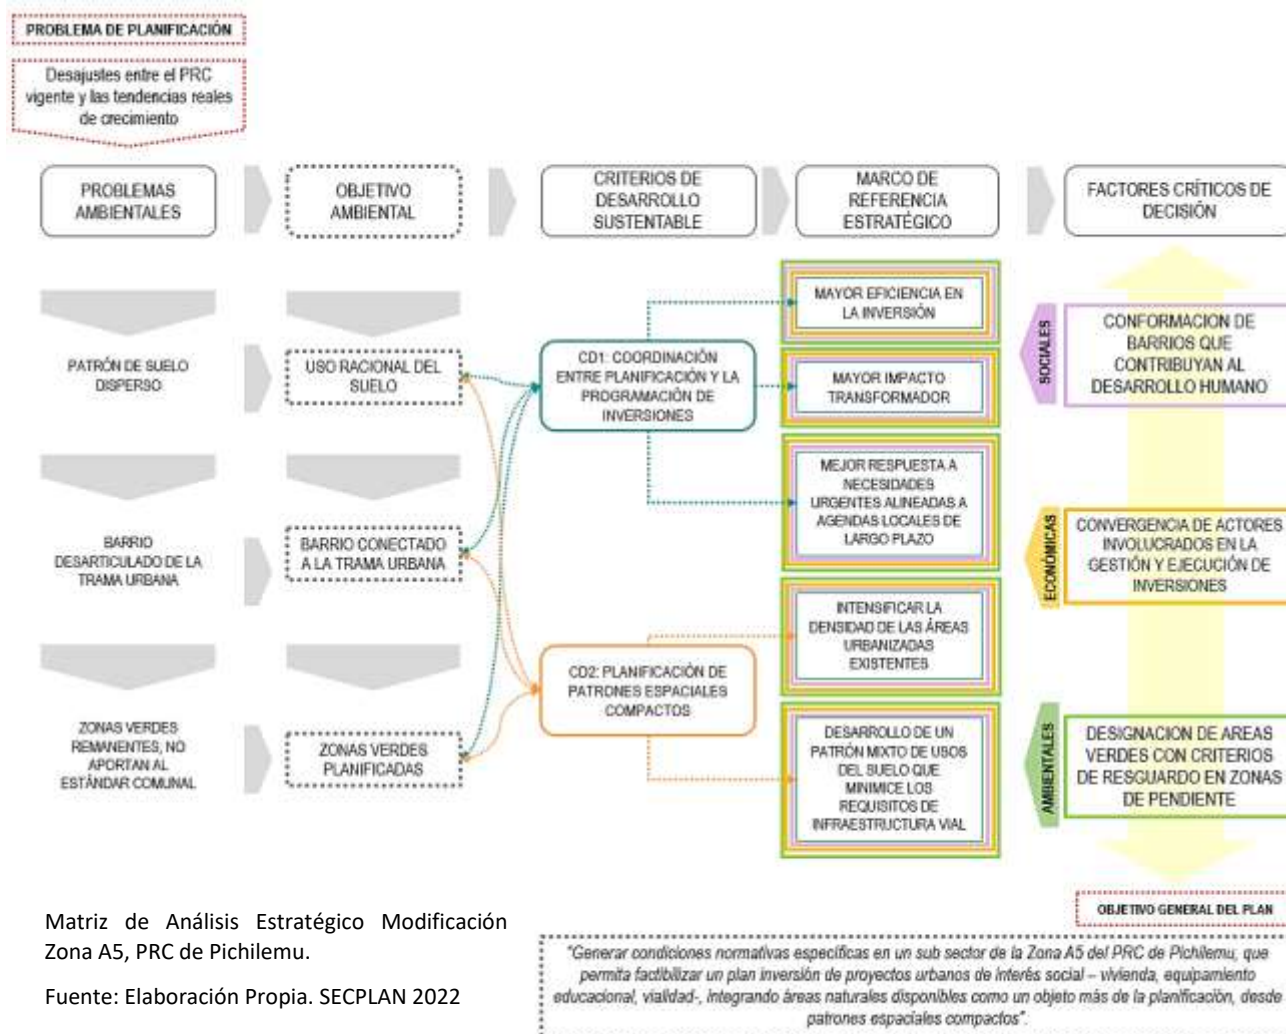 PROBLEMA DE PLANIFICACIÓN
Desajustes entre el PRC
vigente y las tendencias reales
de crecimiento
PROBLEMAS
AMBIENTALES
OBJETIVO
AMBIENTAL
CRITERIOS DE
DESARROLLO
SUSTENTABLE
MARCO DE
REFERENCIA
ESTRATÉGICO
FACTORES CRÍTICOS DE
DECISIÓN
PATRÓN DE SUELO
DISPERSO
BARRIO
DESARTICULADO DE LA
TRAMA URBANA
ZONAS VERDES
REMANENTES, NO
APORTAN AL
ESTÁNDAR COMUNAL
USO RACIONAL DEL
SUELO
BARRIO CONECTADO
A LA TRAMA URBANA
ZONAS VERDES
PLANIFICADAS
CD1: COORDINACIÓN
ENTRE PLANIFICACIÓN Y LA
PROGRAMACIÓN DE
INVERSIONES
CD2: PLANIFICACIÓN DE
PATRONES ESPACIALES
COMPACTOS
MAYOR EFICIENCIA EN
LA INVERSIÓN
MAYOR IMPACTO
TRANSFORMADOR
MEJOR RESPUESTA A
NECESIDADES
URGENTES ALINEADAS A
AGENDAS LOCALES DE
LARGO PLAZO
INTENSIFICAR LA
DENSIDAD DE LAS ÁREAS
URBANIZADAS
EXISTENTES
DESARROLLO DE UN
PATRÓN MIXTO DE USOS
DEL SUELO QUE
MINIMICE LOS
REQUISITOS DE
INFRAESTRUCTURA VIAL
SOCIALES
CONFORMACION DE
BARRIOS QUE
CONTRIBUYAN AL
DESARROLLO HUMANO
ECONÓMICAS
CONVERGENCIA DE ACTORES
INVOLUCRADOS EN LA
GESTIÓN Y EJECUCIÓN DE
INVERSIONES
AMBIENTALES
DESIGNACION DE AREAS
VERDES CON CRITERIOS
DE RESGUARDO EN ZONAS
DE PENDIENTE
OBJETIVO GENERAL DEL PLAN
"Generar condiciones normativas específicas en un sub sector de la Zona A5 del PRC de Pichilemu, que
permita factibilizar un plan inversión de proyectos urbanos de interés social – vivienda, equipamiento
educacional, vialidad-, integrando áreas naturales disponibles como un objeto más de la planificación, desde
patrones espaciales compactos".
Matriz de Análisis Estratégico Modificación
Zona A5, PRC de Pichilemu.
Fuente: Elaboración Propia. SECPLAN 2022